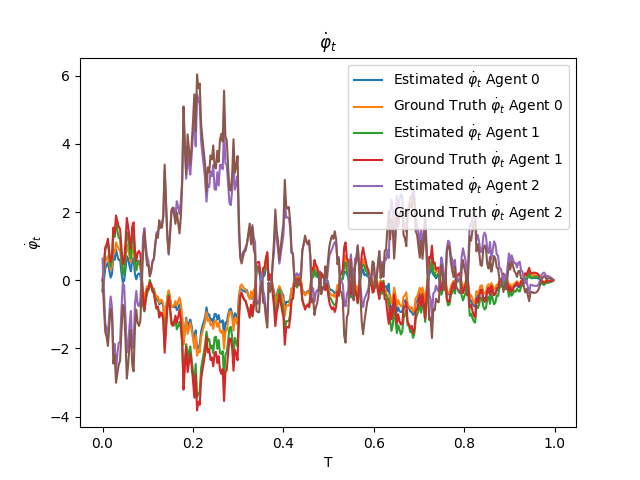 φ̇ₜ
Estimated φ̇ₜ Agent 0
Ground Truth φ̇ₜ Agent 0
Estimated φ̇ₜ Agent 1
Ground Truth φ̇ₜ Agent 1
Estimated φ̇ₜ Agent 2
Ground Truth φ̇ₜ Agent 2
φ̇ₜ
6
4
2
0
−2
−4
0.0 0.2 0.4 0.6 0.8 1.0
T